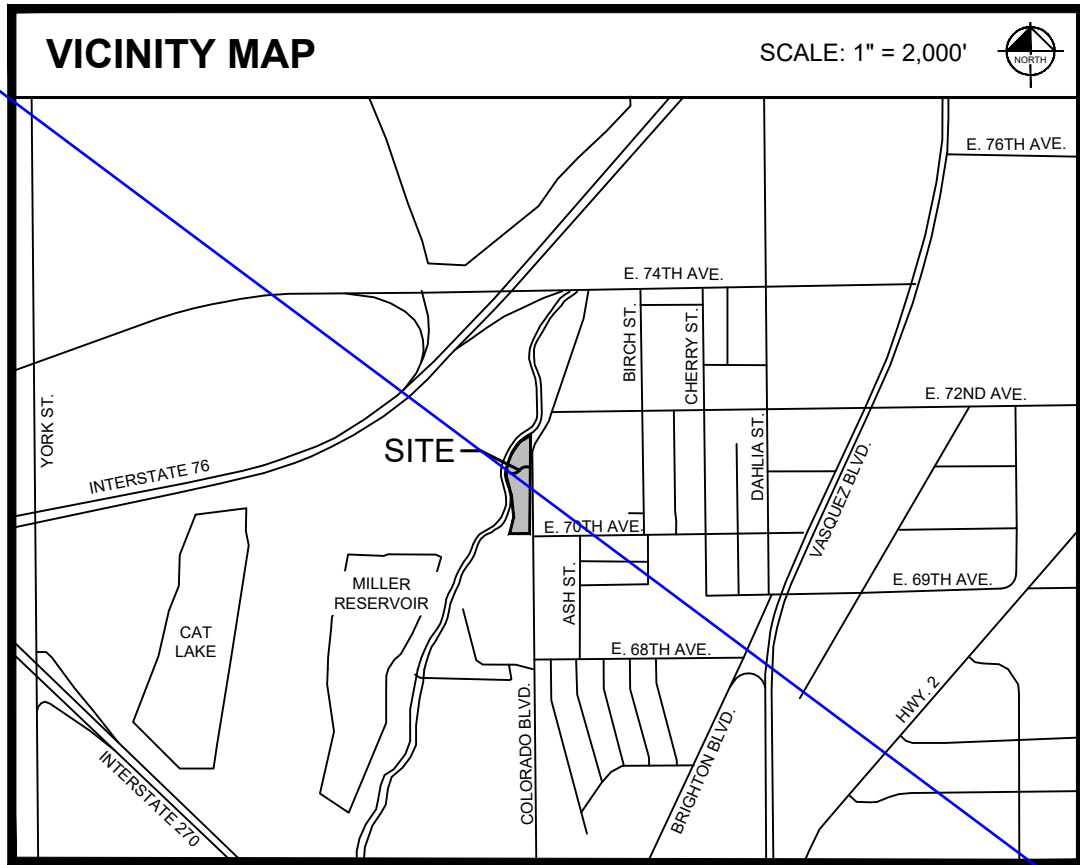 VICINITY MAP
SCALE: 1" = 2,000'
NORTH
E. 76TH AVE.
E. 74TH AVE.
BIRCH ST.
CHERRY ST.
E. 72ND AVE.
YORK ST.
DAHLIA ST.
SITE
INTERSTATE 76
VASQUEZ BLVD.
E. 70TH AVE.
MILLER
RESERVOIR
ASH ST.
E. 69TH AVE.
CAT
LAKE
E. 68TH AVE.
HWY. 2
COLORADO BLVD.
BRIGHTON BLVD.
INTERSTATE 270